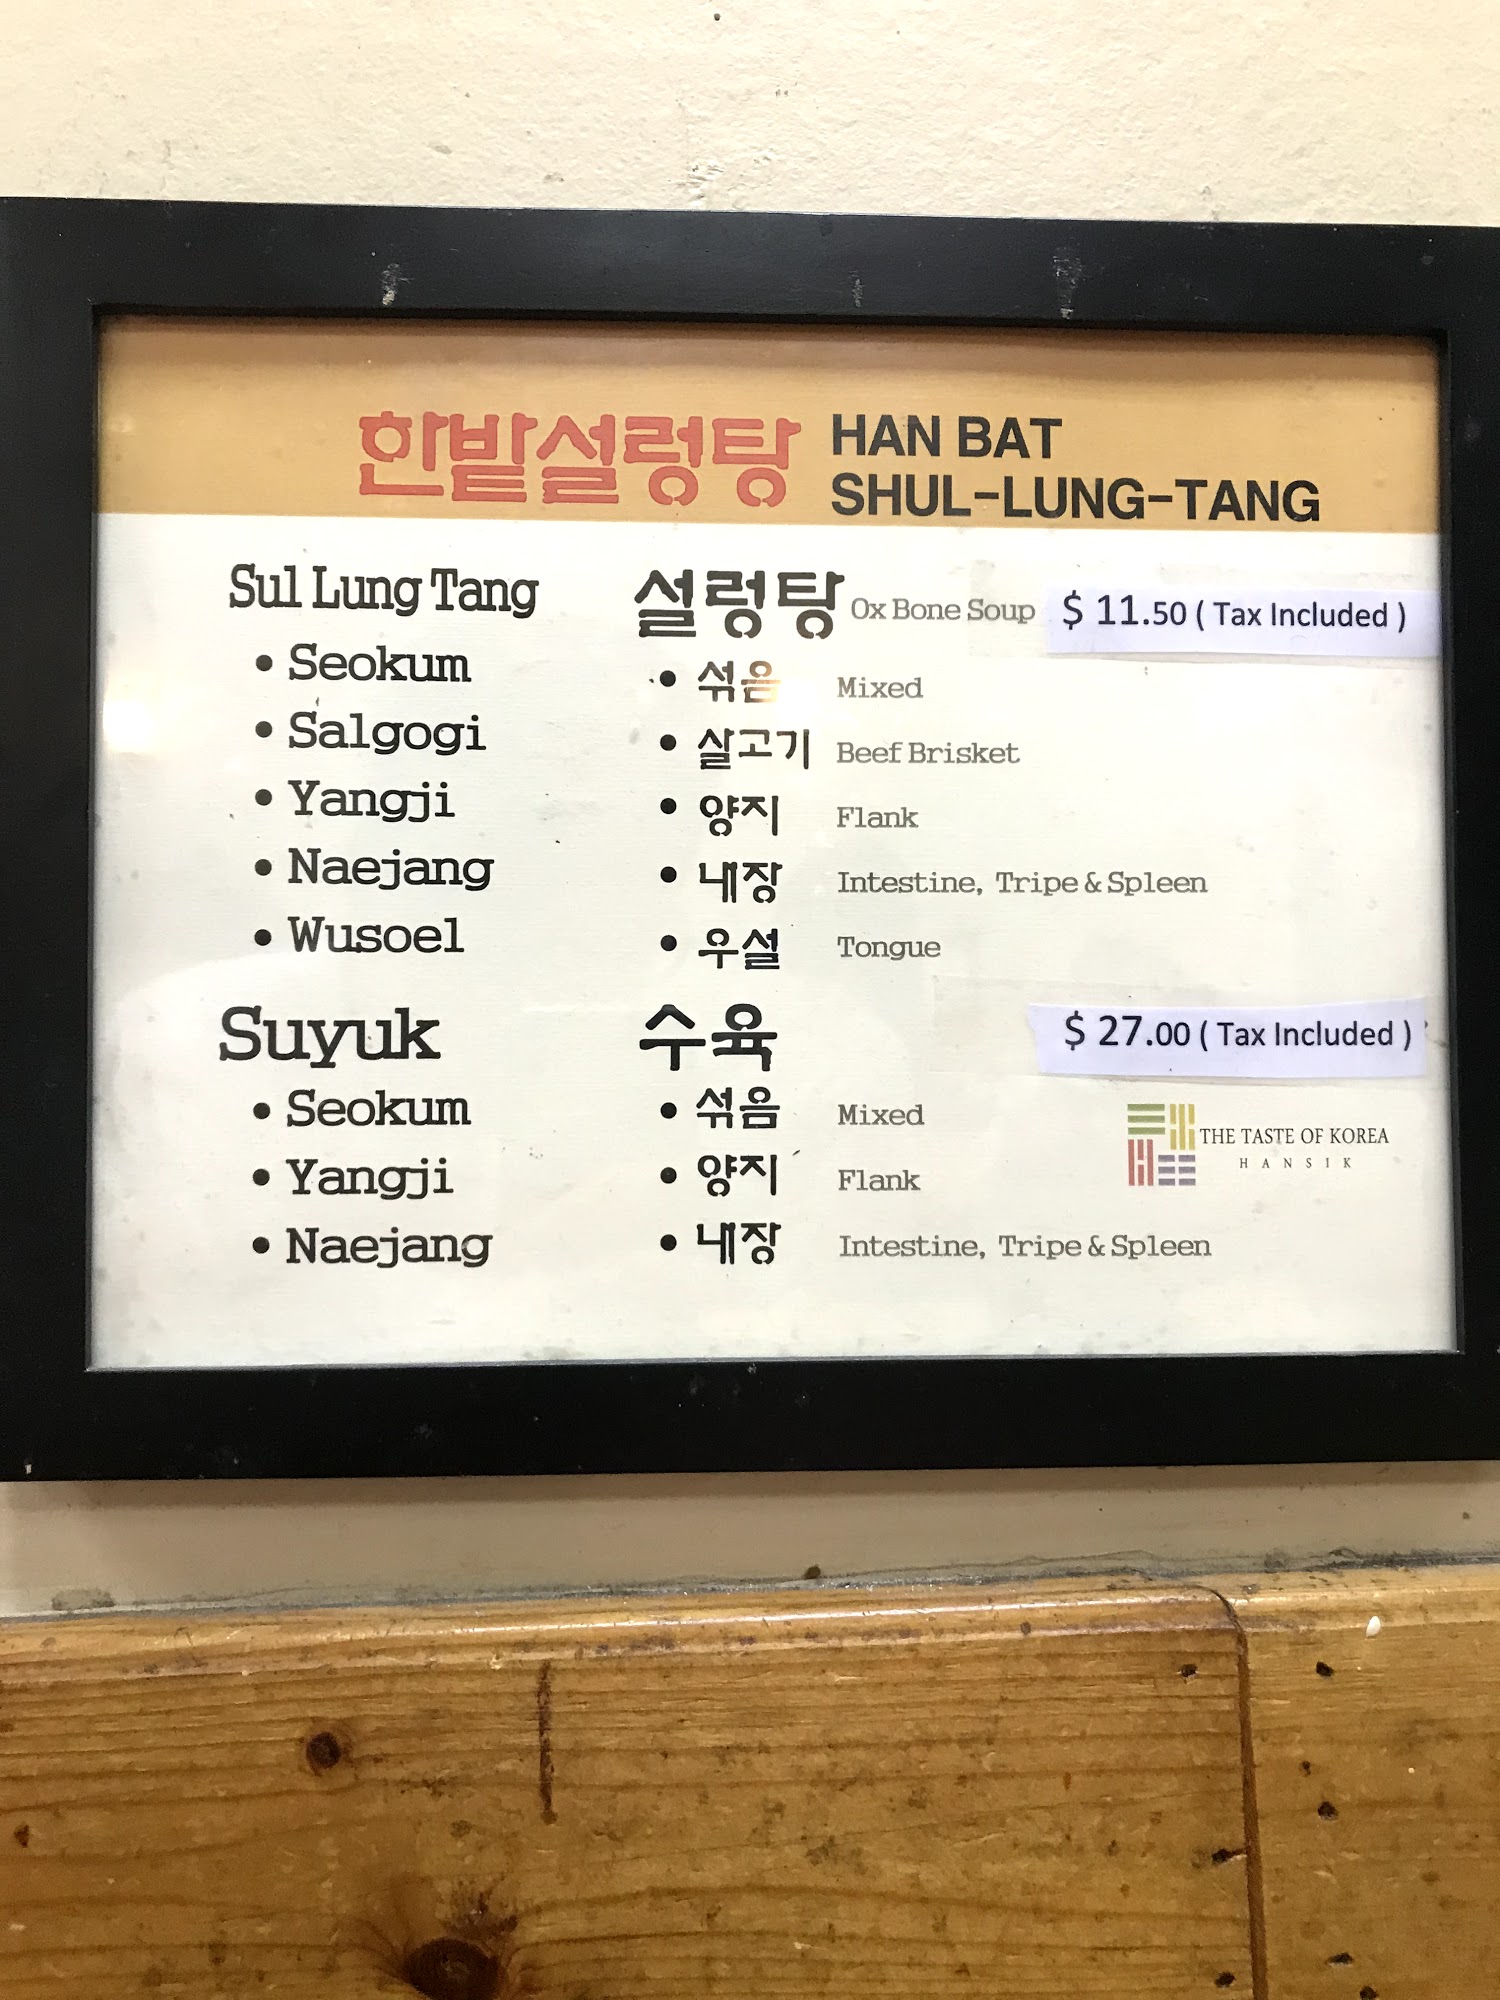 한밭설렁탕 HAN BAT
SHUL-LUNG-TANG
Sul Lung Tang 설렁탕 Ox Bone Soup $ 11.50 ( Tax Included )
• Seokum • 섞음 Mixed
• Salgogi • 살고기 Beef Brisket
• Yangji • 양지 Flank
• Naejang • 내장 Intestine, Tripe & Spleen
• Wusoel • 우설 Tongue
Suyuk 수육 $ 27.00 ( Tax Included )
• Seokum • 섞음 Mixed
THE TASTE OF KOREA
HANSIK
• Yangji • 양지 Flank
• Naejang • 내장 Intestine, Tripe & Spleen